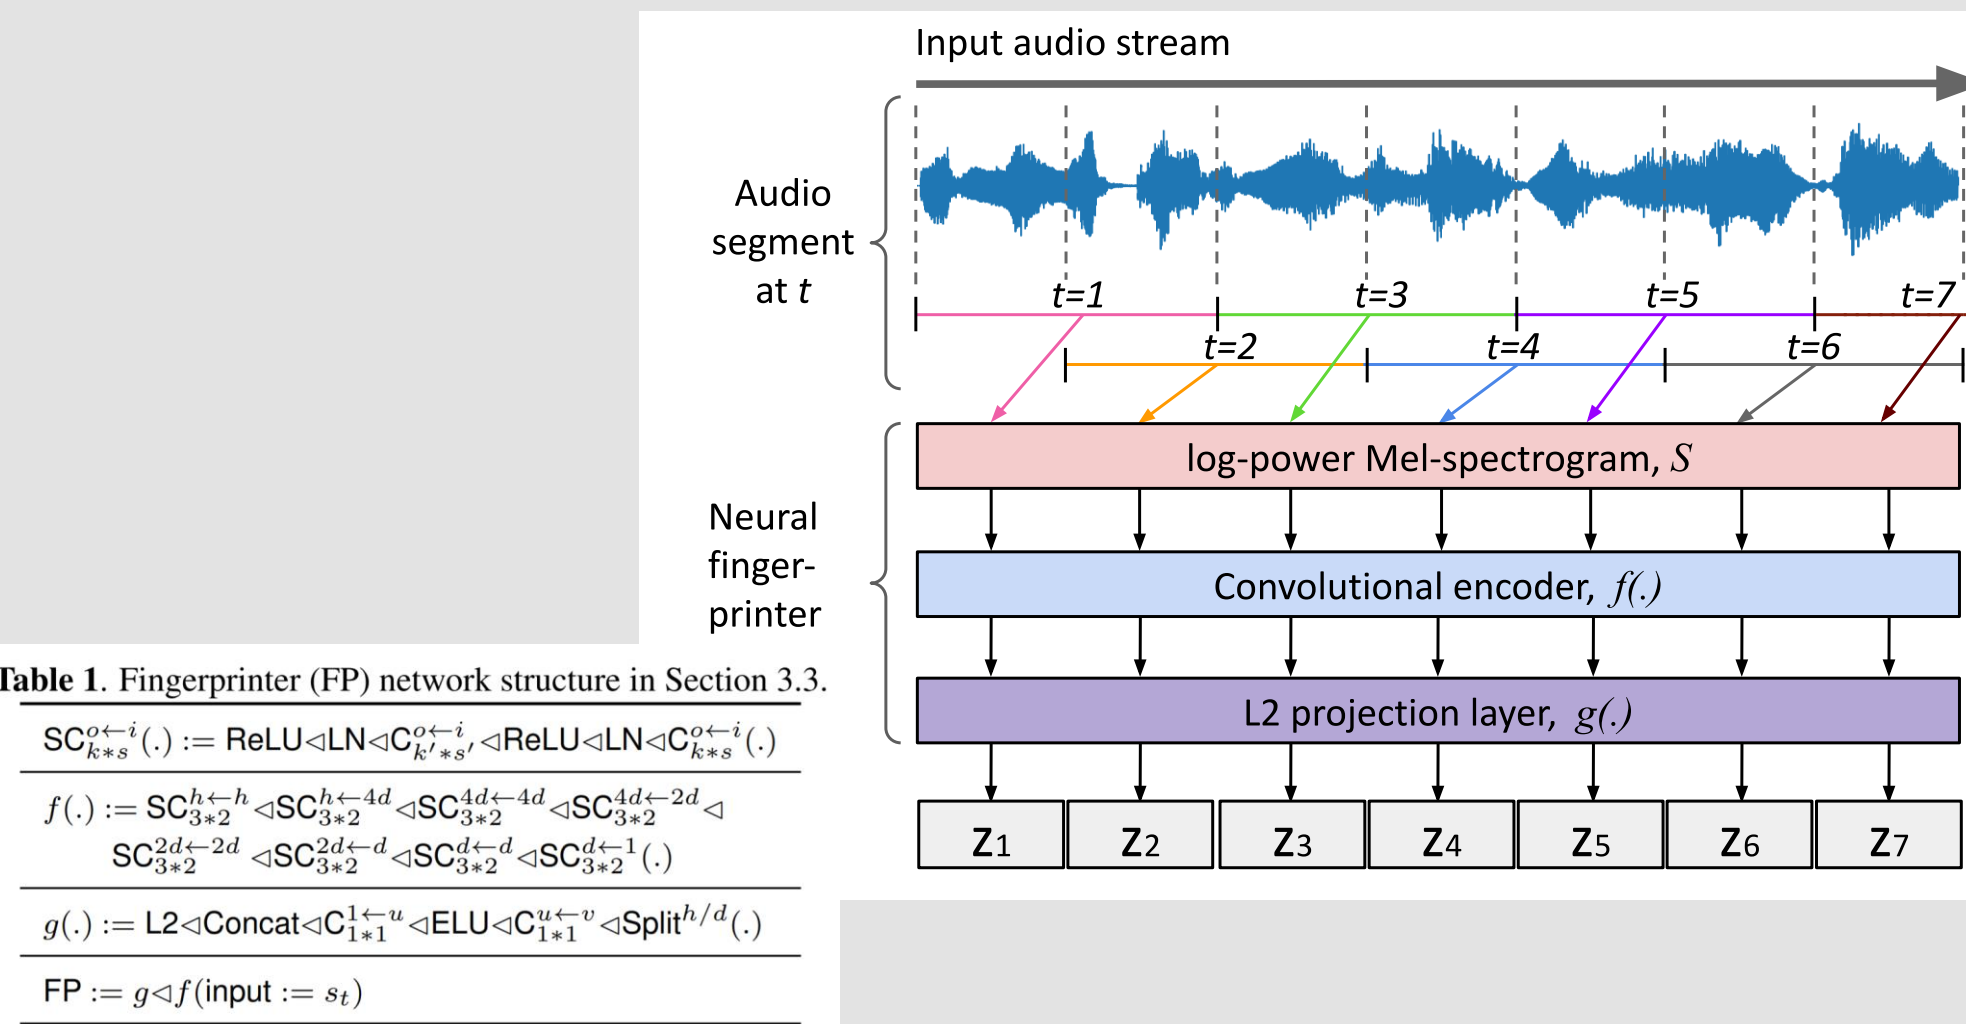 Input audio stream
Audio
segment
at t
t=1
t=3
t=5
t=7
t=2
t=4
t=6
Neural
finger-
printer
log-power Mel-spectrogram, S
Convolutional encoder, f(.)
L2 projection layer, g(.)
z1 z2 z3 z4 z5 z6 z7
Table 1. Fingerprinter (FP) network structure in Section 3.3.
SC^{o←i}_{k*s}(.) := ReLU◁LN◁C^{o←i}_{k'*s'}◁ReLU◁LN◁C^{o←i}_{k*s}(.)
f(.) := SC^{h←h}_{3*2}◁SC^{h←4d}_{3*2}◁SC^{4d←4d}_{3*2}◁SC^{4d←2d}_{3*2}◁
SC^{2d←2d}_{3*2}◁SC^{2d←d}_{3*2}◁SC^{d←d}_{3*2}◁SC^{d←1}_{3*2}(.)
g(.) := L2◁Concat◁C^{1←u}_{1*1}◁ELU◁C^{u←v}_{1*1}◁Split^{h/d}(.)
FP := g◁f(input := s_t)